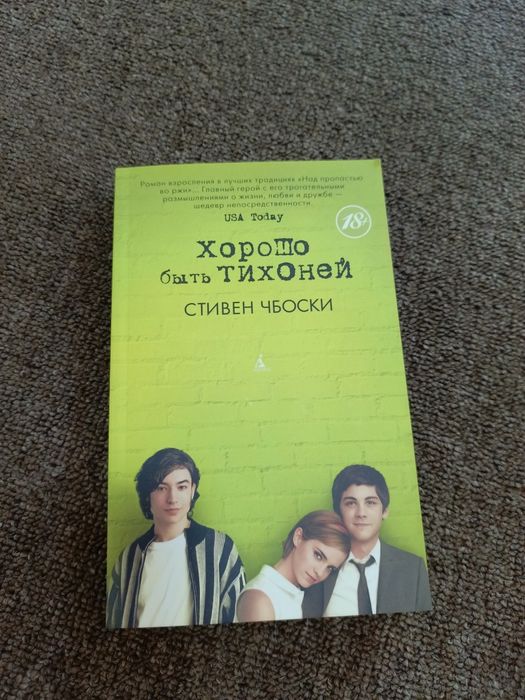 Роман взросления в лучших традициях «Над пропастью
во ржи»... Главный герой с его трогательными
размышлениями о жизни, любви и дружбе —
шедевр непосредственности.
USA Today
18+
хорошо
быть тихоней
СТИВЕН ЧБОСКИ